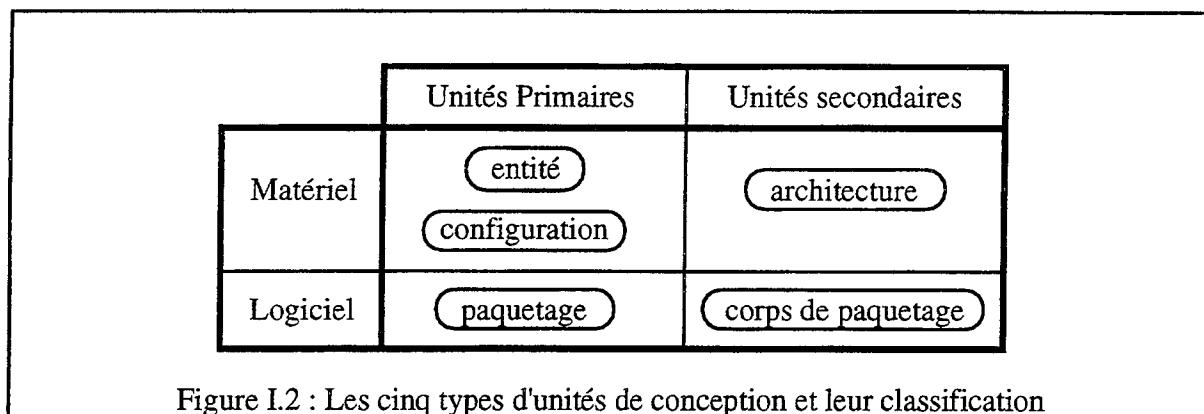 Unités Primaires Unités secondaires
Matériel entité architecture
configuration
Logiciel paquetage corps de paquetage
Figure I.2 : Les cinq types d'unités de conception et leur classification